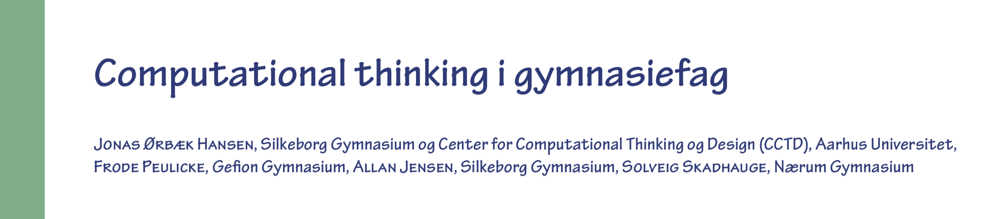 Computational thinking i gymnasiefag
Jonas Ørbæk Hansen, Silkeborg Gymnasium og Center for Computational Thinking og Design (CCTD), Aarhus Universitet,
Frode Peulicke, Gefion Gymnasium, Allan Jensen, Silkeborg Gymnasium, Solveig Skadhauge, Nærum Gymnasium